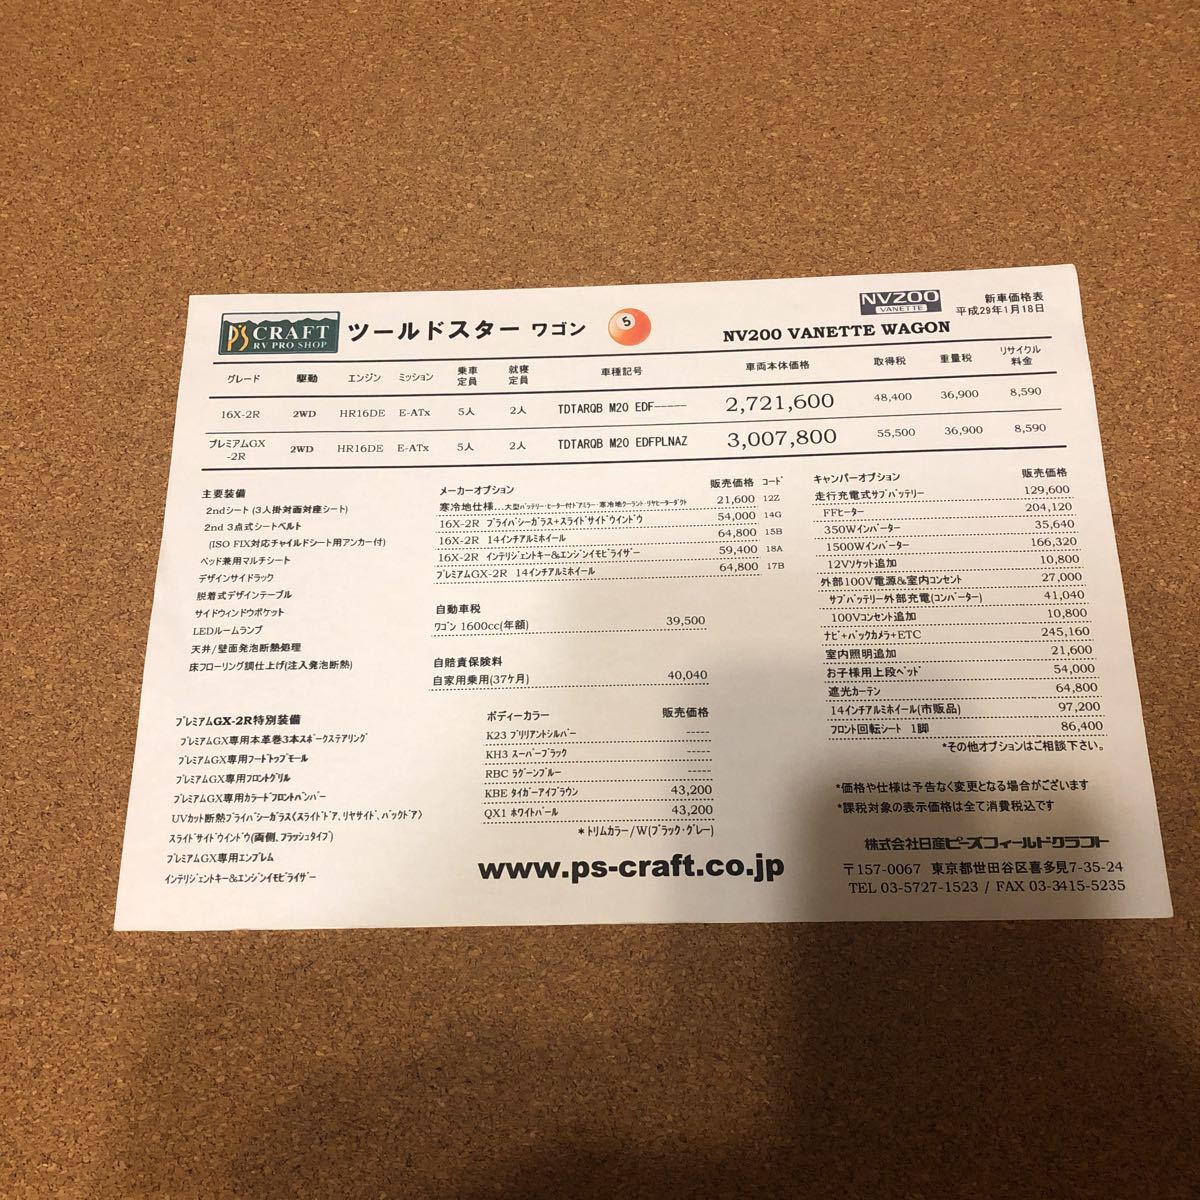 P'S CRAFT
RV PRO SHOP
ツールドスター ワゴン
5
NV200
VANETTE
新車価格表
平成29年1月18日
NV200 VANETTE WAGON
グレード 駆動 エンジン ミッション 乗車定員 就寝定員 車種記号 車両本体価格 取得税 重量税 リサイクル料金
16X-2R 2WD HR16DE E-ATx 5人 2人 TDTARQB M20 EDF----- 2,721,600 48,400 36,900 8,590
プレミアムGX-2R 2WD HR16DE E-ATx 5人 2人 TDTARQB M20 EDFPLNAZ 3,007,800 55,500 36,900 8,590
主要装備
2ndシート(3人掛対面対座シート)
2nd 3点式シートベルト
(ISO FIX対応チャイルドシート用アンカー付)
ベッド兼用マルチシート
デザインサイドラック
脱着式デザインテーブル
サイドウィンドウポケット
LEDルームランプ
天井/壁面発泡断熱処理
床フローリング調仕上げ(注入発泡断熱)
プレミアムGX-2R特別装備
プレミアムGX専用本革巻3本スポークステアリング
プレミアムGX専用フードトップモール
プレミアムGX専用フロントグリル
プレミアムGX専用カラードフロントバンパー
UVカット断熱プライバシーガラス(スライドドア、リヤサイド、バックドア)
スライドサイドウインドウ(両側、フラッシュタイプ)
プレミアムGX専用エンブレム
インテリジェントキー&エンジンイモビライザー
メーカーオプション 販売価格 コード
寒冷地仕様...大型バッテリー・ヒーター付ドアミラー・寒冷地クーラント・リヤヒーターダクト 21,600 12Z
16X-2R プライバシーガラス+スライドサイドウインドウ 54,000 14G
16X-2R 14インチアルミホイール 64,800 15B
16X-2R インテリジェントキー&エンジンイモビライザー 59,400 18A
プレミアムGX-2R 14インチアルミホイール 64,800 17B
自動車税
ワゴン 1600cc(年額) 39,500
自賠責保険料
自家用乗用(37ケ月) 40,040
ボディーカラー 販売価格
K23 ブリリアントシルバー -----
KH3 スーパーブラック -----
RBC ラグーンブルー -----
KBE タイガーアイブラウン 43,200
QX1 ホワイトパール 43,200
*トリムカラー/W(ブラック・グレー)
www.ps-craft.co.jp
キャンパーオプション 販売価格
走行充電式サブバッテリー 129,600
FFヒーター 204,120
350Wインバーター 35,640
1500Wインバーター 166,320
12Vソケット追加 10,800
外部100V電源&室内コンセント 27,000
サブバッテリー外部充電(コンバーター) 41,040
100Vコンセント追加 10,800
ナビ+バックカメラ+ETC 245,160
室内照明追加 21,600
お子様用上段ベッド 54,000
遮光カーテン 64,800
14インチアルミホイール(市販品) 97,200
フロント回転シート 1脚 86,400
*その他オプションはご相談下さい。
*価格や仕様は予告なく変更となる場合がございます
*課税対象の表示価格は全て消費税込です
株式会社日産ピーズフィールドクラフト
〒157-0067 東京都世田谷区喜多見7-35-24
TEL 03-5727-1523 / FAX 03-3415-5235